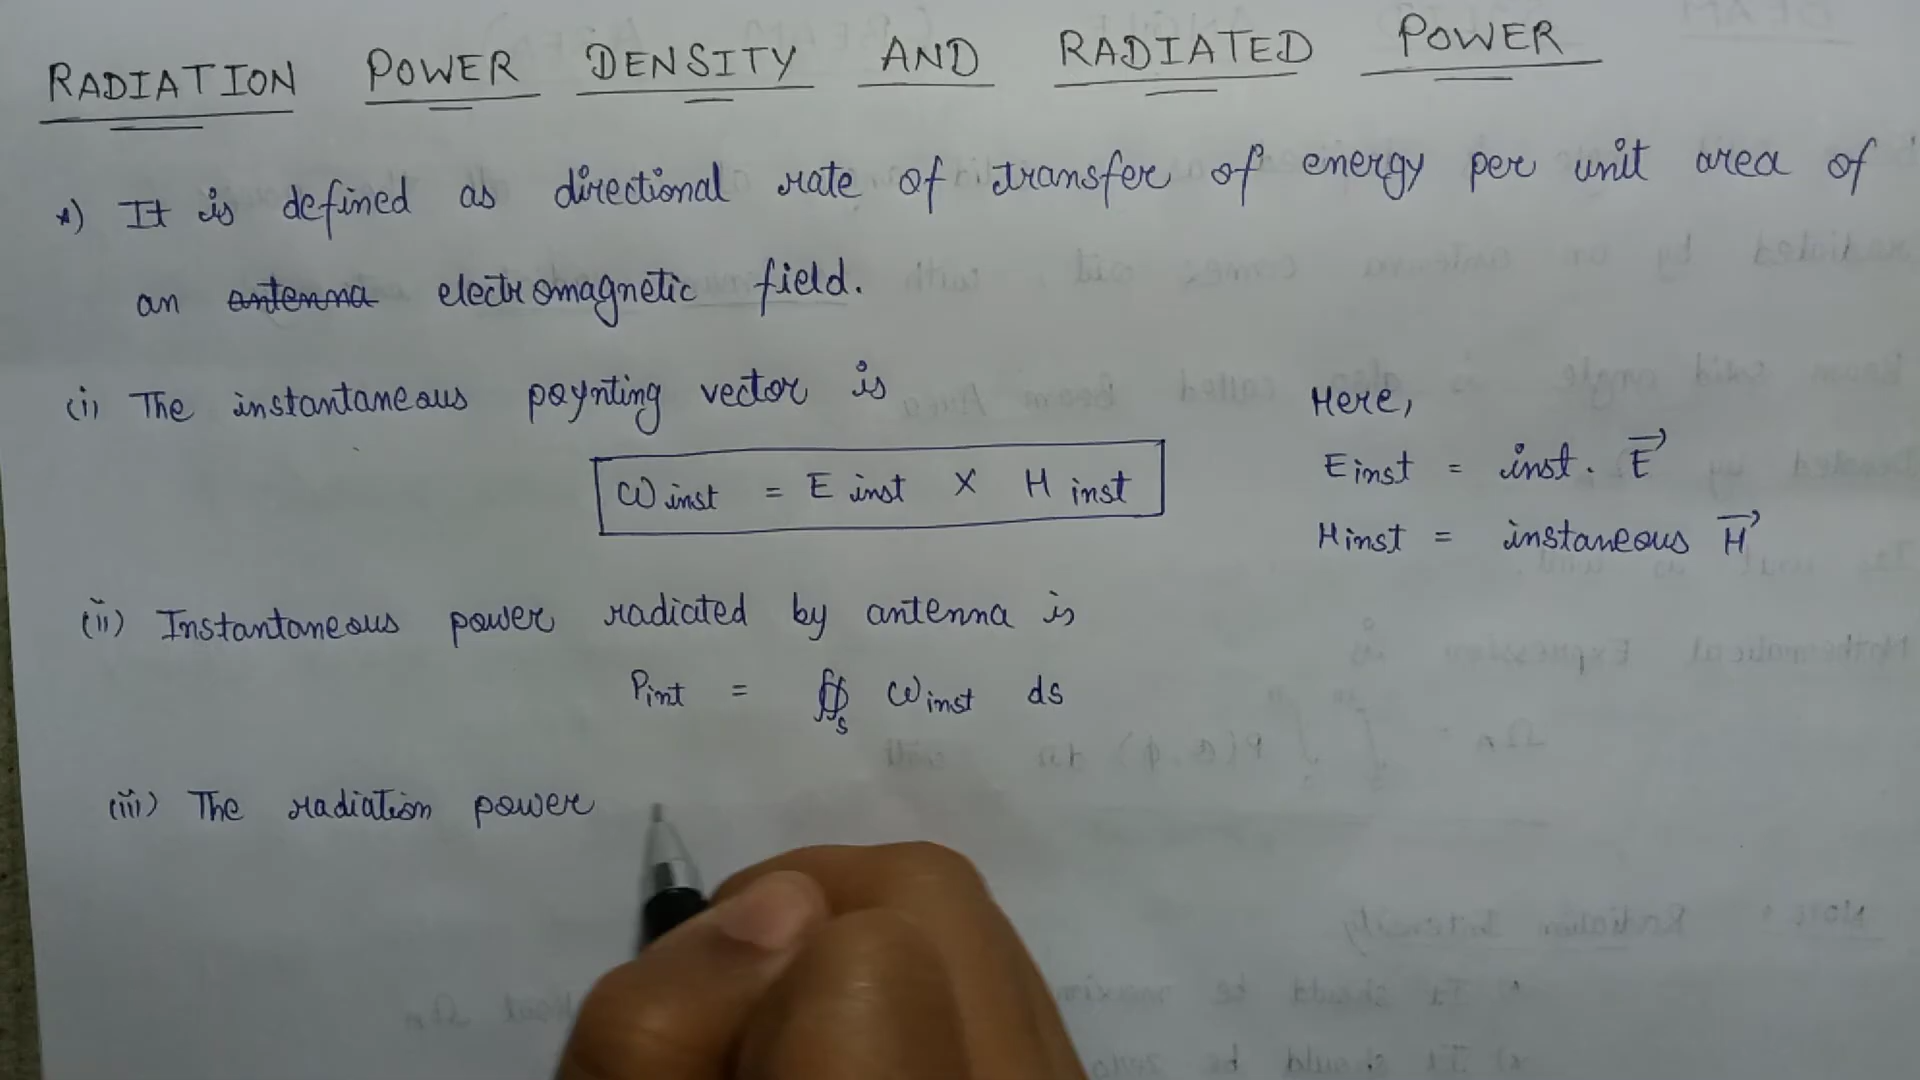 RADIATION POWER DENSITY AND RADIATED POWER
*) It is defined as directional rate of transfer of energy per unit area of
an antenna electromagnetic field.
(i) The instantaneous poynting vector is
ω inst = E inst X H inst
Here,
E inst = inst. E⃗
H inst = instaneous H⃗
(ii) Instantaneous power radiated by antenna is
Pint = ∯s ω inst ds
(iii) The radiation power